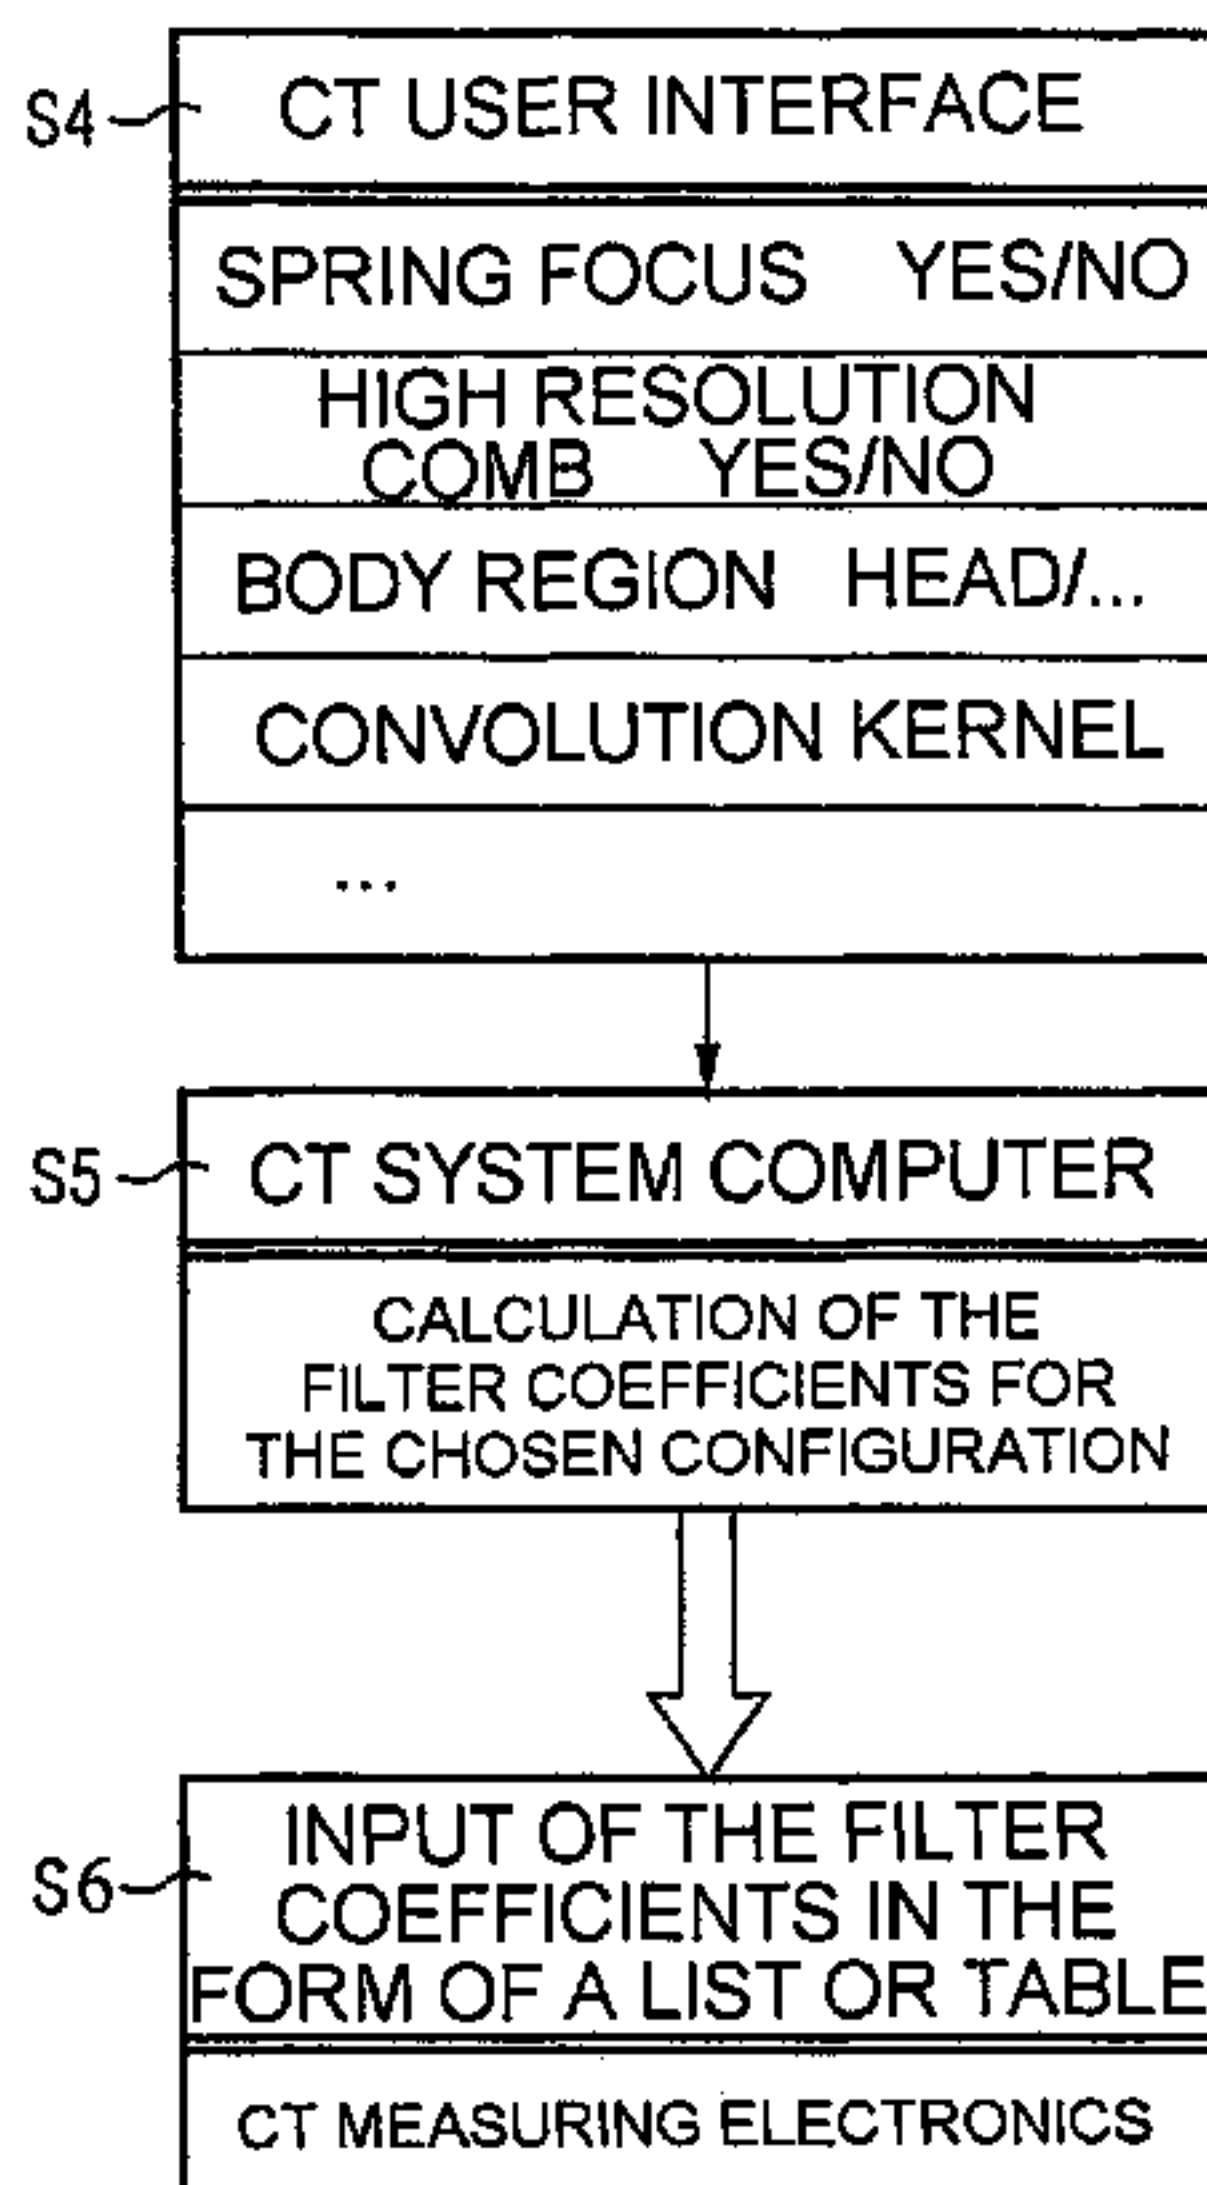 S4 CT USER INTERFACE
SPRING FOCUS YES/NO
HIGH RESOLUTION
COMB YES/NO
BODY REGION HEAD/...
CONVOLUTION KERNEL
...
S5 CT SYSTEM COMPUTER
CALCULATION OF THE
FILTER COEFFICIENTS FOR
THE CHOSEN CONFIGURATION
INPUT OF THE FILTER
S6 COEFFICIENTS IN THE
FORM OF A LIST OR TABLE
CT MEASURING ELECTRONICS